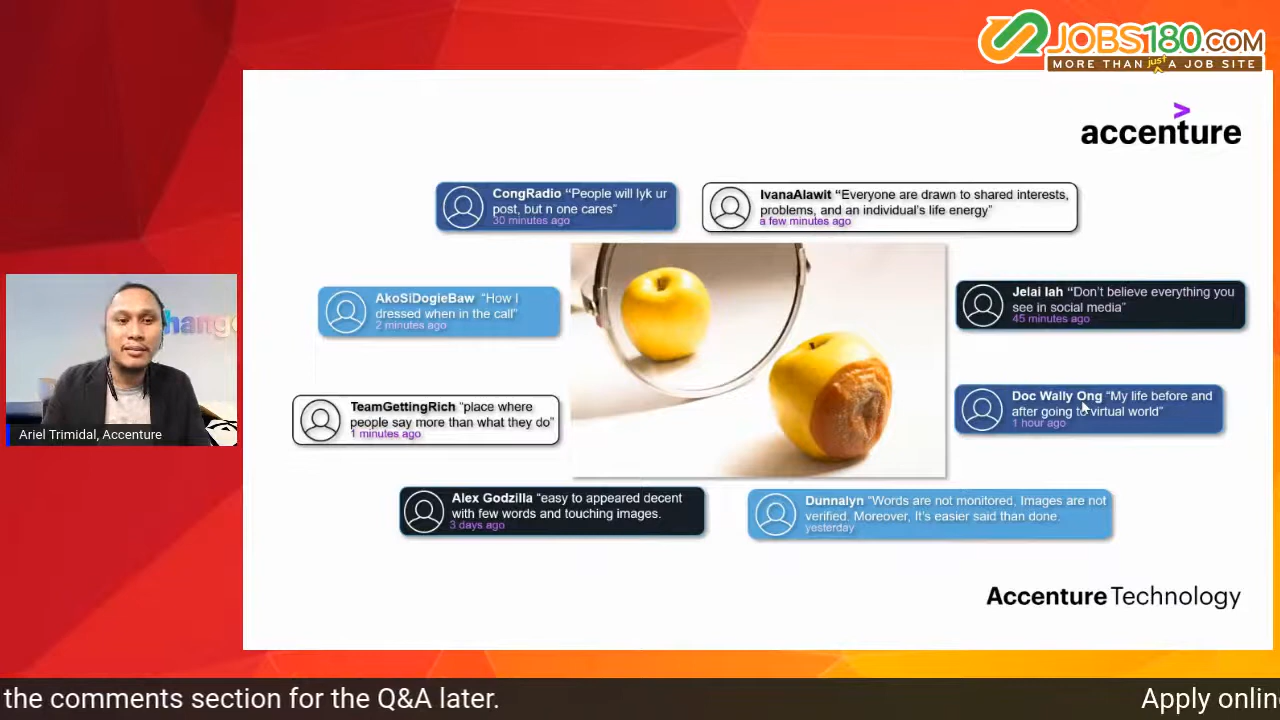 JOBS180.COM
MORE THAN just A JOB SITE
>
accenture
CongRadio “People will lyk ur
post, but n one cares”
30 minutes ago
IvanaAlawit “Everyone are drawn to shared interests,
problems, and an individual’s life energy”
a few minutes ago
AkoSiDogieBaw “How I
dressed when in the call”
2 minutes ago
Jelai Iah “Don’t believe everything you
see in social media”
45 minutes ago
TeamGettingRich “place where
people say more than what they do”
1 minutes ago
Doc Wally Ong “My life before and
after going to virtual world”
1 hour ago
Alex Godzilla “easy to appeared decent
with few words and touching images.
3 days ago
Dunnalyn “Words are not monitored, Images are not
verified. Moreover, It’s easier said than done.
yesterday
hang
Ariel Trimidal, Accenture
Accenture Technology
the comments section for the Q&A later.
Apply onlin